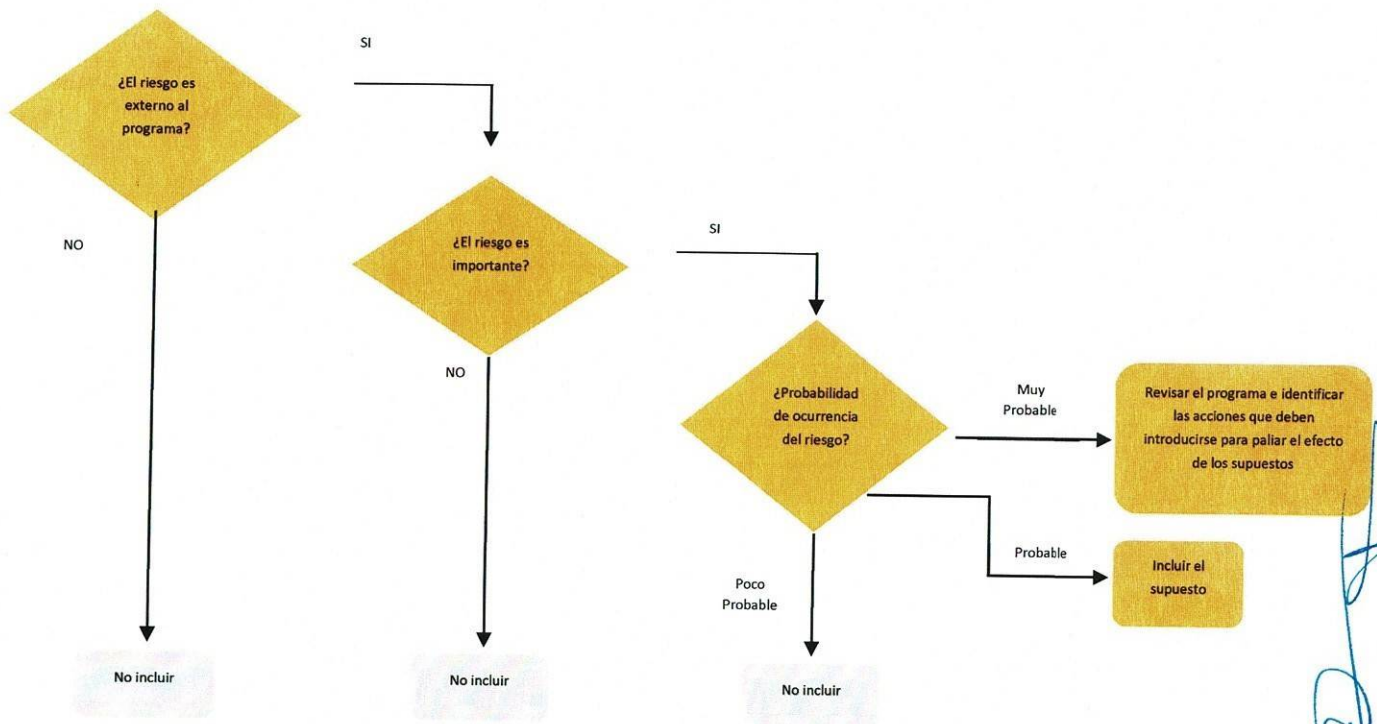 SI
¿El riesgo es
externo al
programa?
NO
SI
¿El riesgo es
importante?
NO
¿Probabilidad
de ocurrencia
del riesgo?
Muy
Probable
Revisar el programa e identificar
las acciones que deben
introducirse para paliar el efecto
de los supuestos
Probable
Incluir el
supuesto
Poco
Probable
No incluir
No incluir
No incluir